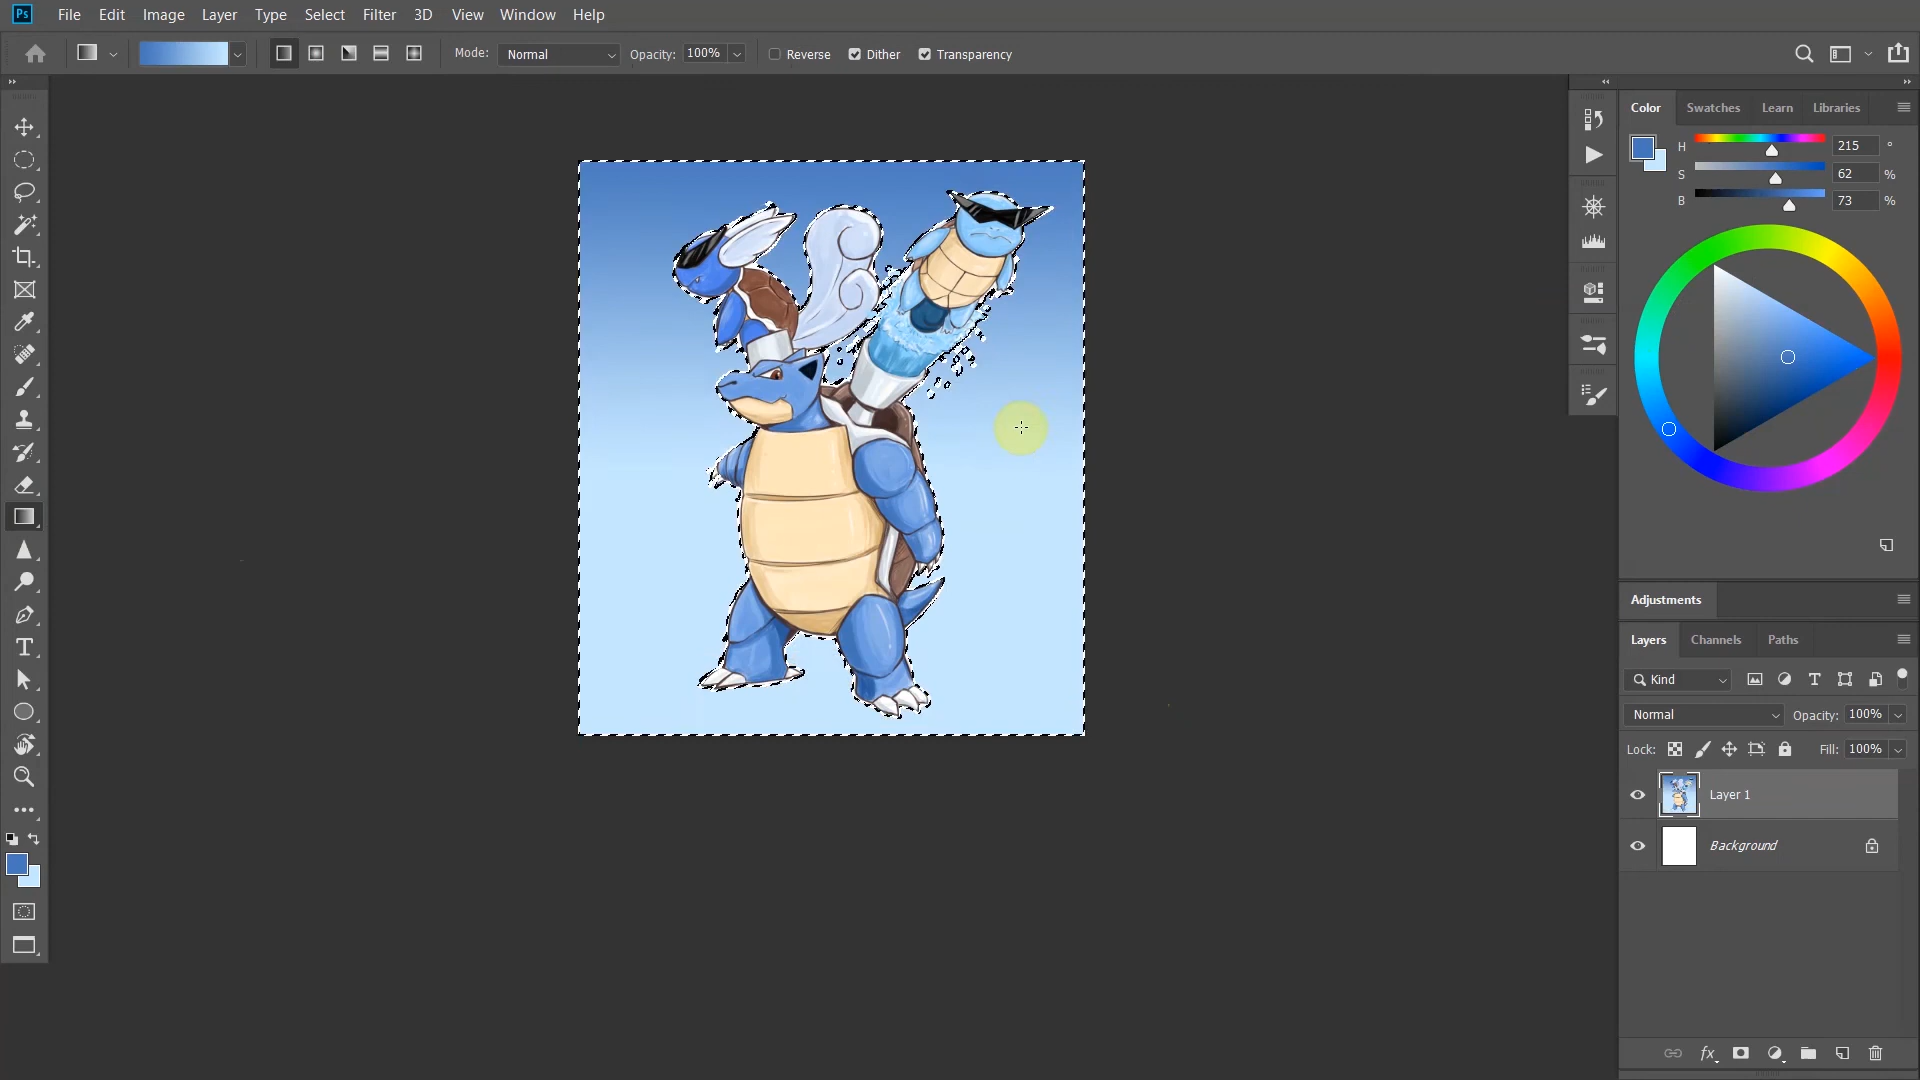 Ps File Edit Image Layer Type Select Filter 3D View Window Help
Mode: Normal Opacity: 100% Reverse Dither Transparency
Color Swatches Learn Libraries
H 215 °
S 62 %
B 73 %
Adjustments
Layers Channels Paths
Kind
Normal Opacity: 100%
Lock: Fill: 100%
Layer 1
Background
fx